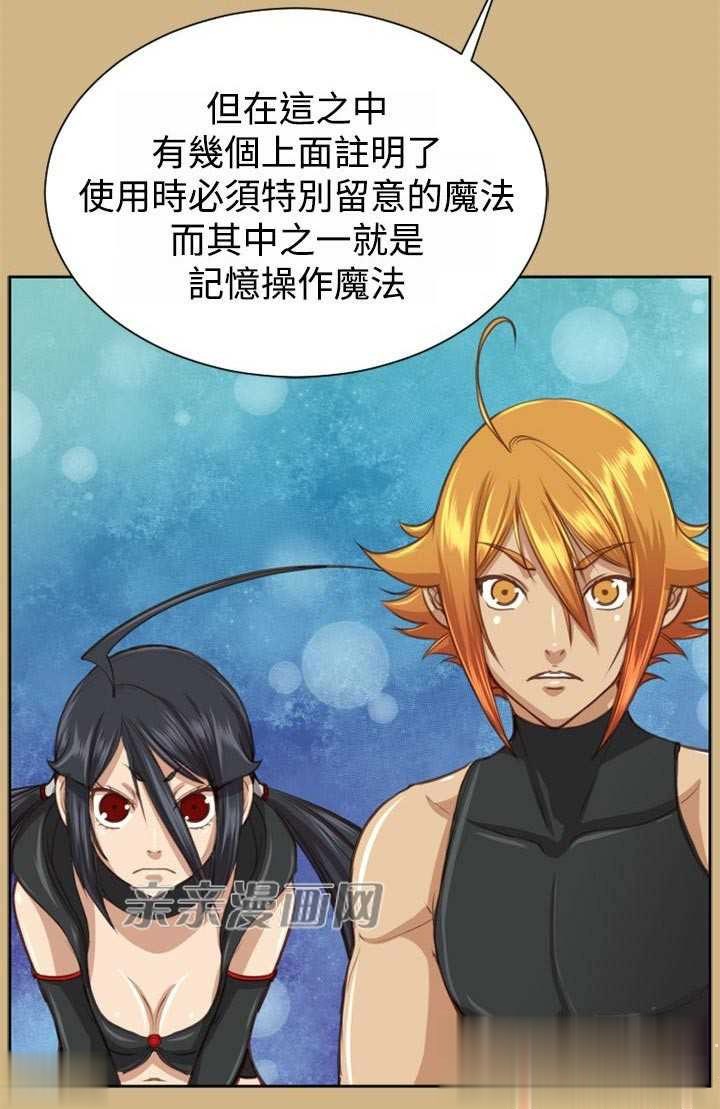 但在這之中
有幾個上面註明了
使用時必須特別留意的魔法
而其中之一就是
記憶操作魔法
亲亲漫画网